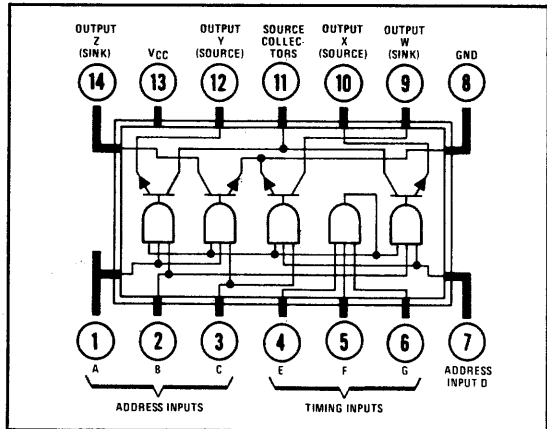 OUTPUT OUTPUT SOURCE OUTPUT OUTPUT
Z Y COLLEC- X W
(SINK) VCC (SOURCE) TORS (SOURCE) (SINK) GND
14 13 12 11 10 9 8
1 2 3 4 5 6 7
A B C E F G ADDRESS
INPUT D
ADDRESS INPUTS TIMING INPUTS